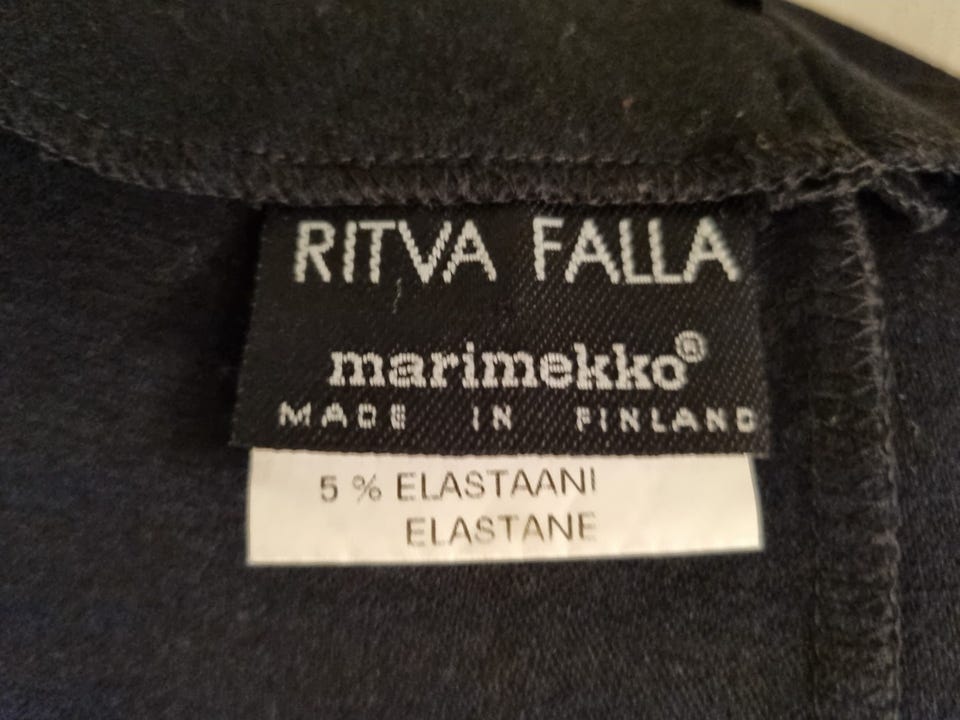 RITVA FALLA
marimekko®
MADE IN FINLAND
5 % ELASTAANI
ELASTANE